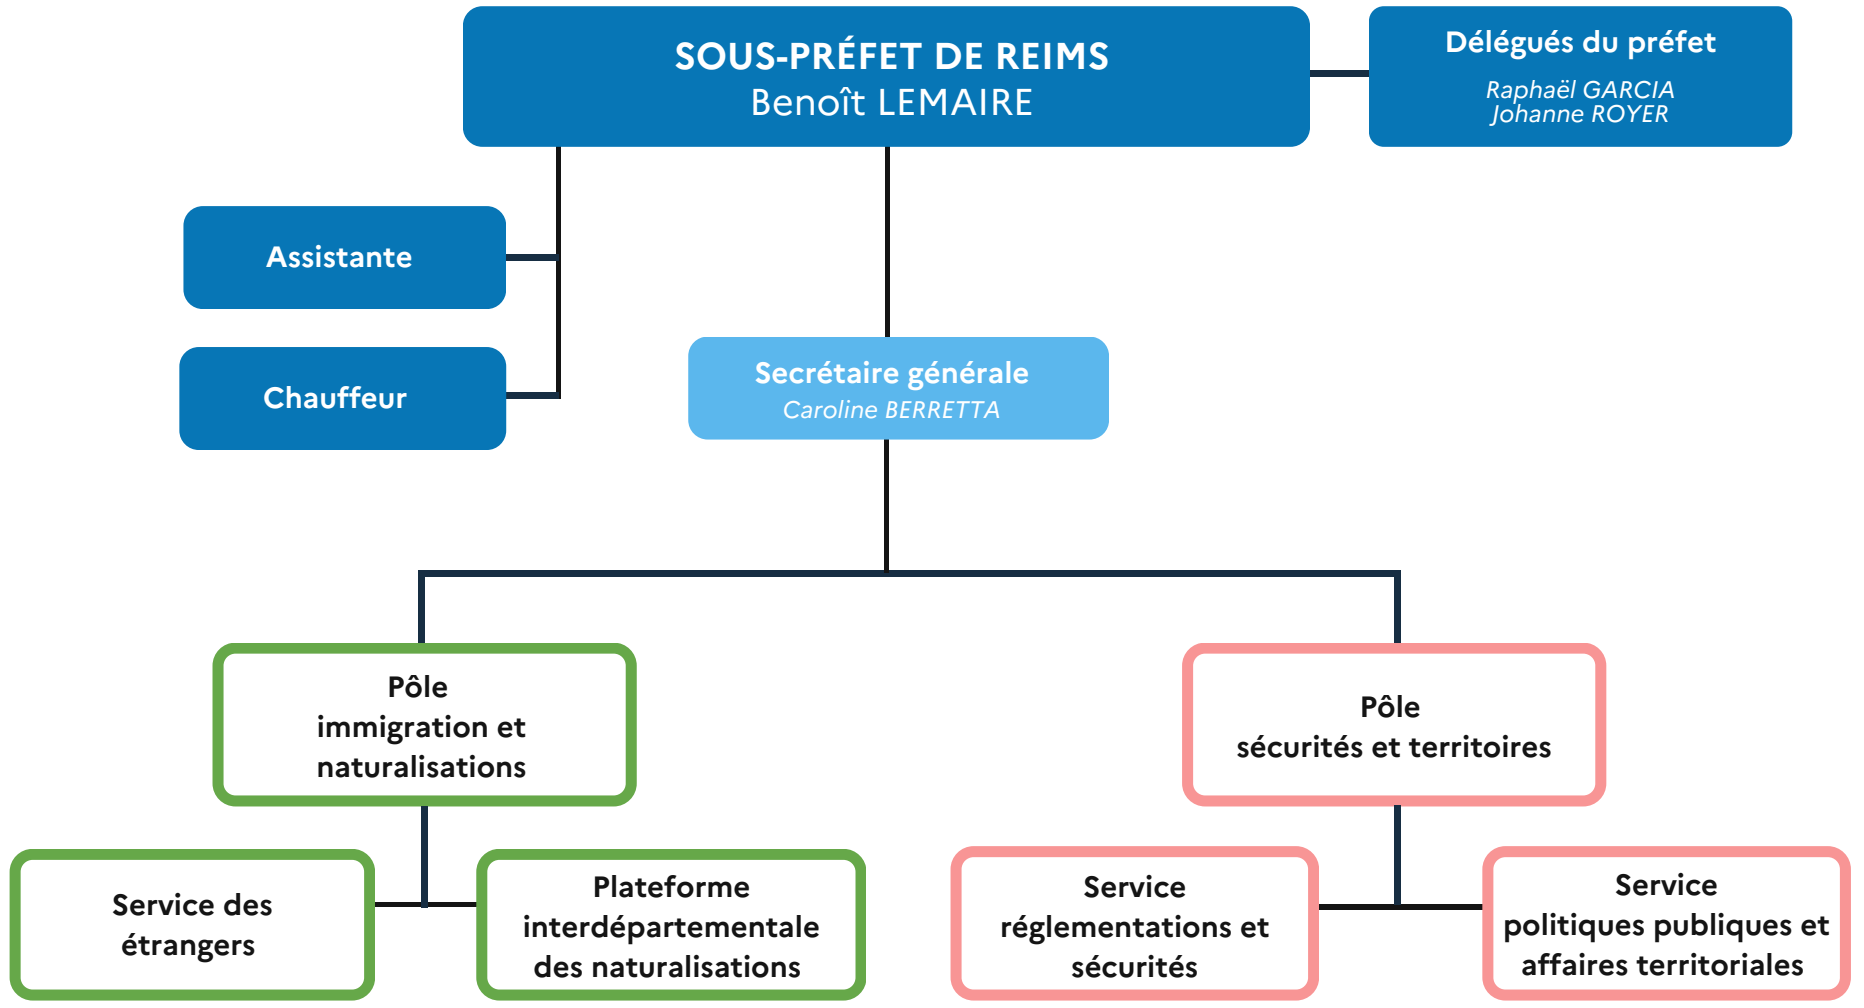 SOUS-PRÉFET DE REIMS
Benoît LEMAIRE
Délégués du préfet
Raphaël GARCIA
Johanne ROYER
Assistante
Chauffeur
Secrétaire générale
Caroline BERRETTA
Pôle
immigration et
naturalisations
Pôle
sécurités et territoires
Service des
étrangers
Plateforme
interdépartementale
des naturalisations
Service
réglementations et
sécurités
Service
politiques publiques et
affaires territoriales